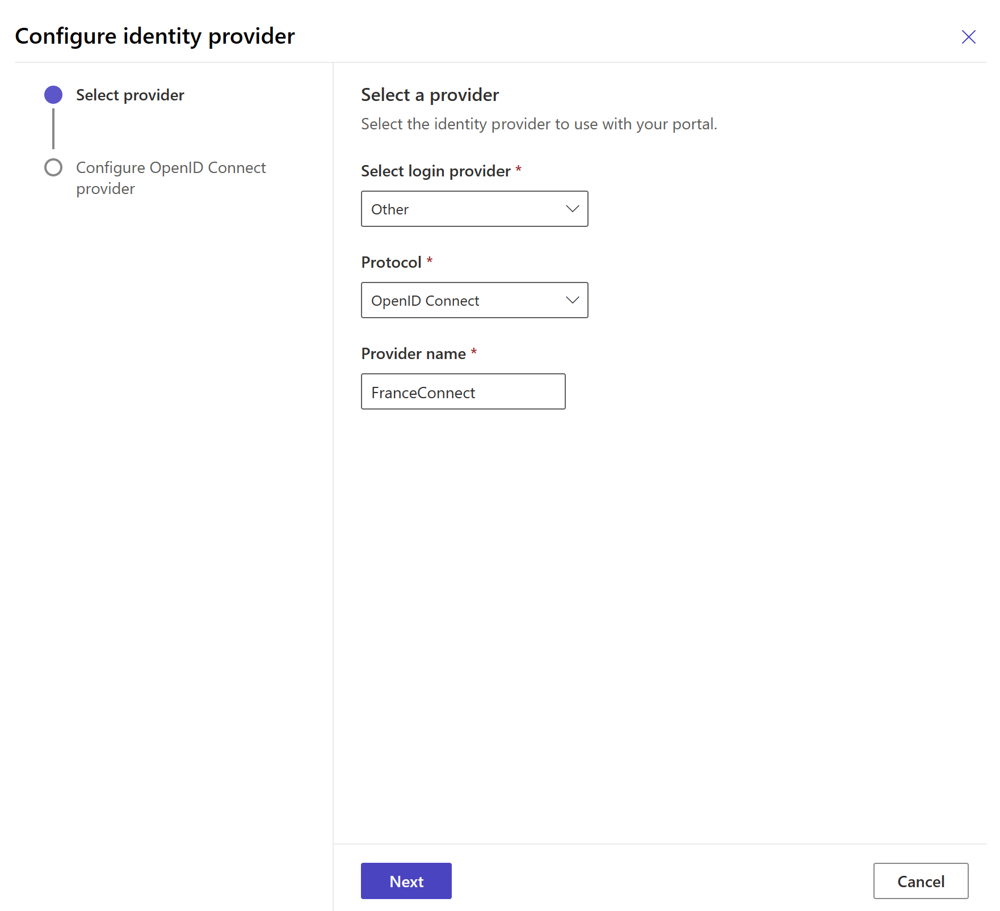 Configure identity provider
Select provider
Configure OpenID Connect
provider
Select a provider
Select the identity provider to use with your portal.
Select login provider *
Other
Protocol *
OpenID Connect
Provider name *
FranceConnect
Next
Cancel